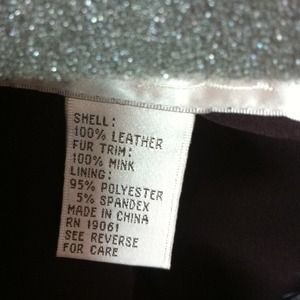 SHELL:
100% LEATHER
FUR TRIM:
100% MINK
LINING:
95% POLYESTER
5% SPANDEX
MADE IN CHINA
RN 19061
SEE REVERSE
FOR CARE